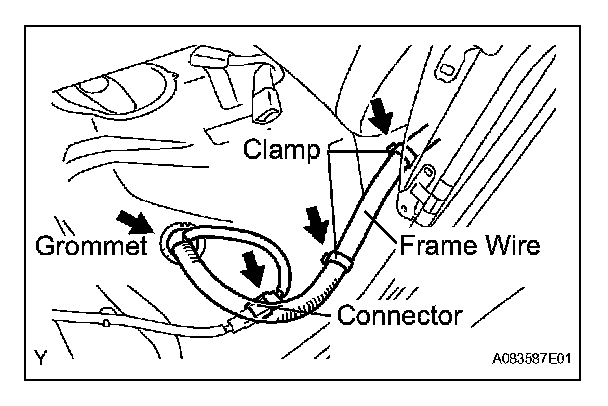 Clamp
Grommet
Frame Wire
Connector
Y
A083587E01